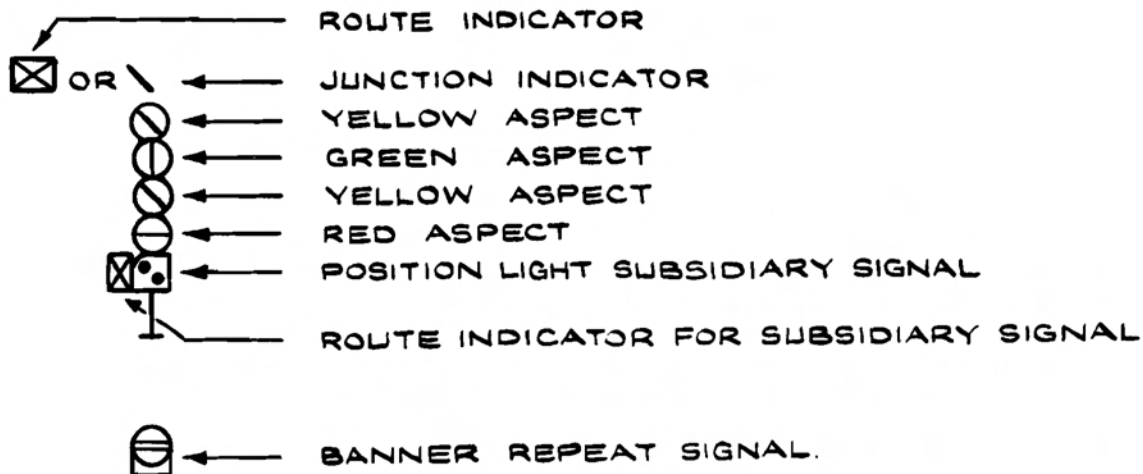 ROUTE INDICATOR
OR
JUNCTION INDICATOR
YELLOW ASPECT
GREEN ASPECT
YELLOW ASPECT
RED ASPECT
POSITION LIGHT SUBSIDIARY SIGNAL
ROUTE INDICATOR FOR SUBSIDIARY SIGNAL
BANNER REPEAT SIGNAL.